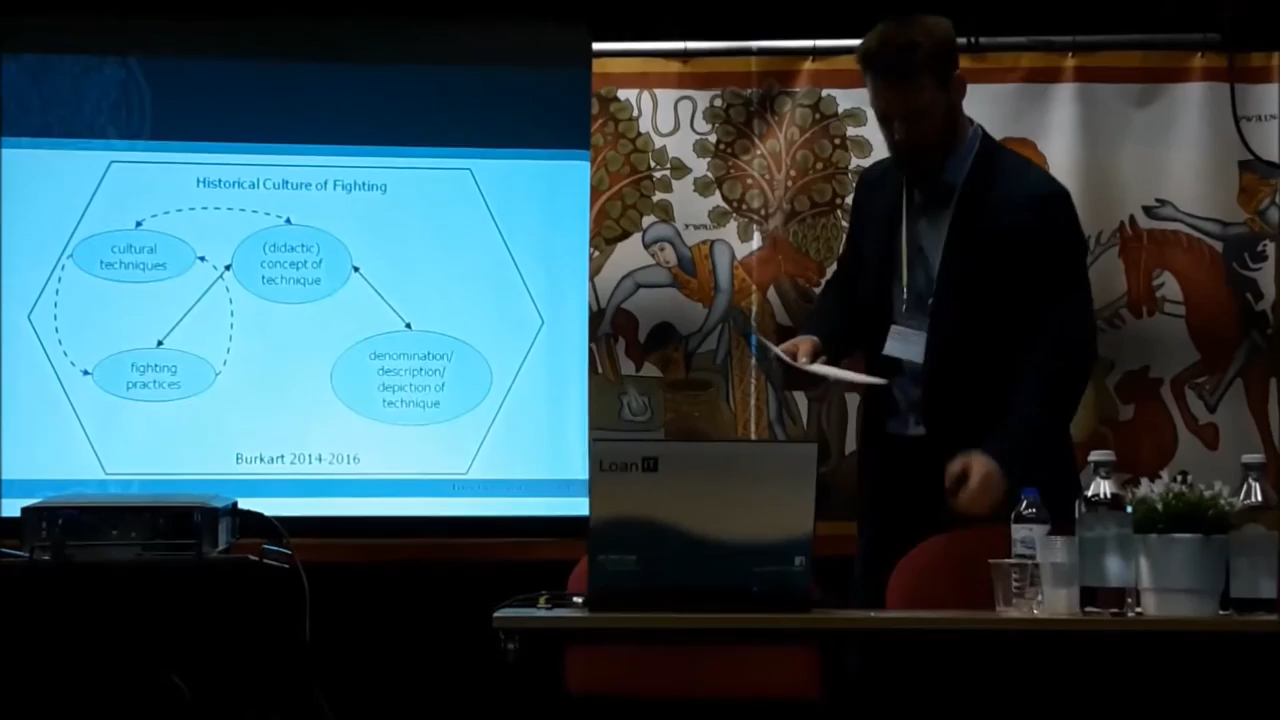 Historical Culture of Fighting
cultural
techniques
(didactic)
concept of
technique
fighting
practices
denomination/
description/
depiction of
technique
Burkart 2014-2016
Loan IT